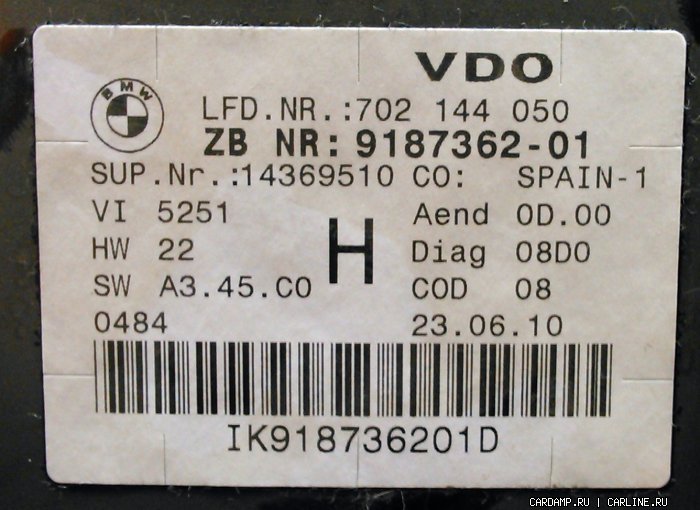 VDO
BMW
LFD.NR.:702 144 050
ZB NR: 9187362-01
SUP.Nr.:14369510 CO: SPAIN-1
VI 5251 Aend 0D.00
HW 22 H Diag 08D0
SW A3.45.C0 COD 08
0484 23.06.10
IK918736201D
CARDAMP.RU | CARLINE.RU